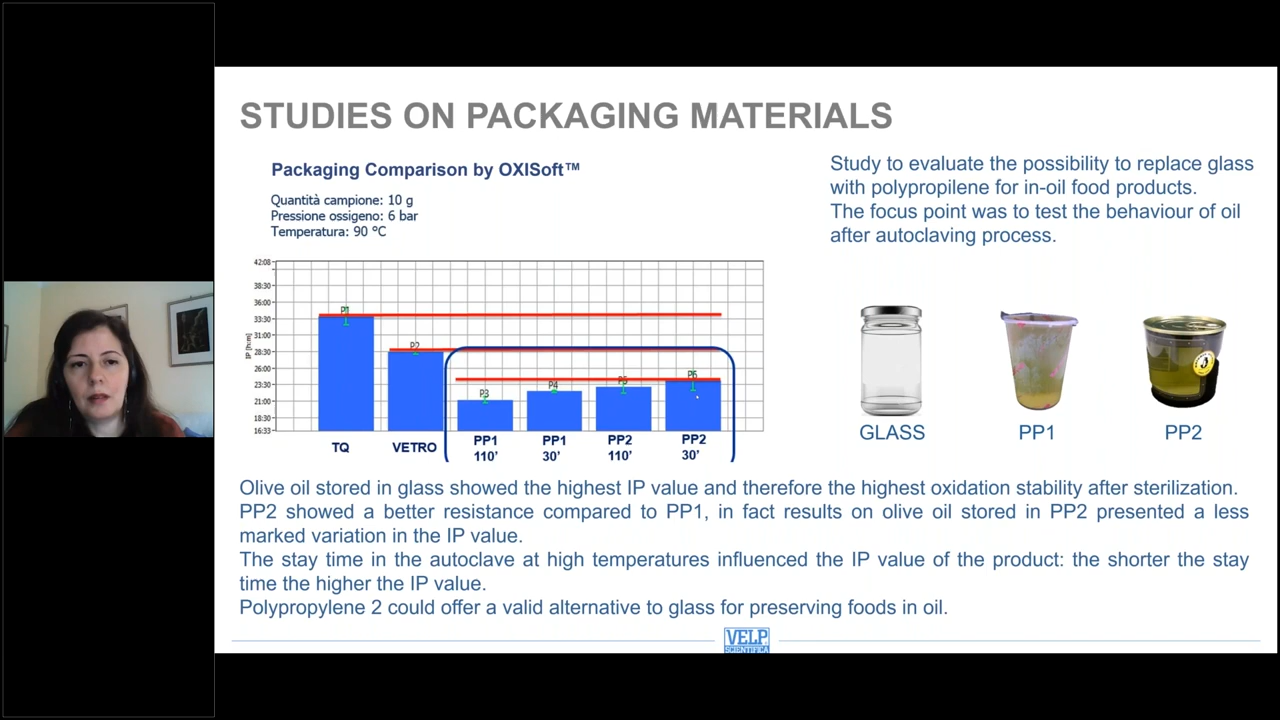 STUDIES ON PACKAGING MATERIALS
Packaging Comparison by OXISoft™
Quantità campione: 10 g
Pressione ossigeno: 6 bar
Temperatura: 90 °C
Study to evaluate the possibility to replace glass
with polypropilene for in-oil food products.
The focus point was to test the behaviour of oil
after autoclaving process.
IP [h:m]
42:08
38:30
36:00
33:30
31:00
28:30
26:00
23:30
21:00
18:30
16:33
P1
P2
P3
P4
P5
P6
TQ
VETRO
PP1
110’
PP1
30’
PP2
110’
PP2
30’
GLASS
PP1
PP2
Olive oil stored in glass showed the highest IP value and therefore the highest oxidation stability after sterilization.
PP2 showed a better resistance compared to PP1, in fact results on olive oil stored in PP2 presented a less
marked variation in the IP value.
The stay time in the autoclave at high temperatures influenced the IP value of the product: the shorter the stay
time the higher the IP value.
Polypropylene 2 could offer a valid alternative to glass for preserving foods in oil.
VELP
SCIENTIFICA